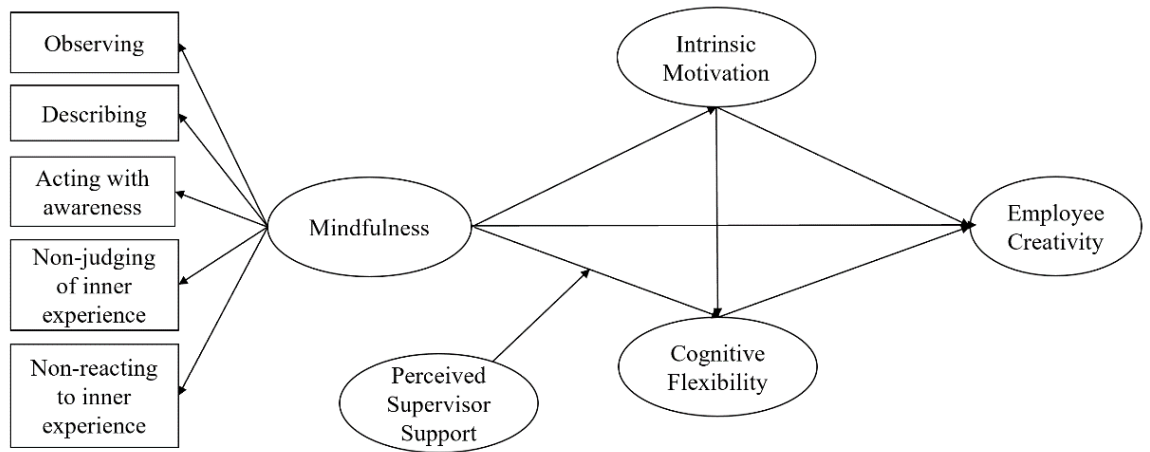 Observing
Describing
Acting with
awareness
Non-judging
of inner
experience
Non-reacting
to inner
experience
Mindfulness
Intrinsic
Motivation
Perceived
Supervisor
Support
Cognitive
Flexibility
Employee
Creativity